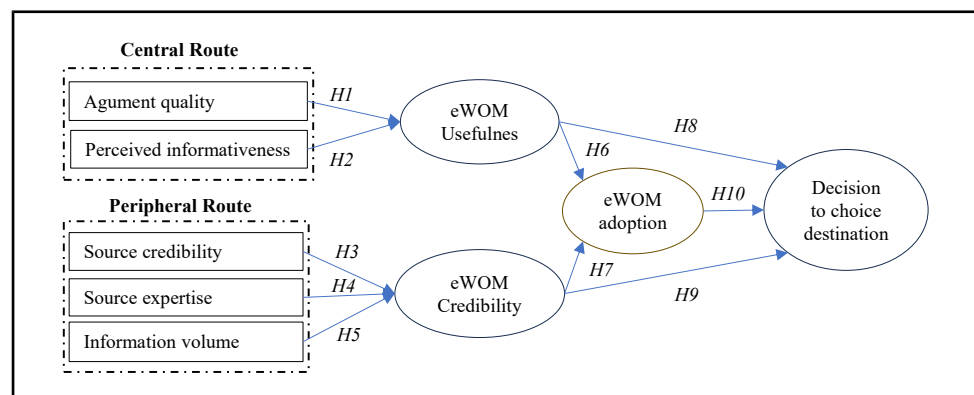 Central Route
Agument quality
Perceived informativeness
H1
H2
eWOM
Usefulnes
H8
H6
Peripheral Route
Source credibility
Source expertise
Information volume
H3
H4
H5
eWOM
Credibility
H7
H9
eWOM
adoption
H10
Decision
to choice
destination